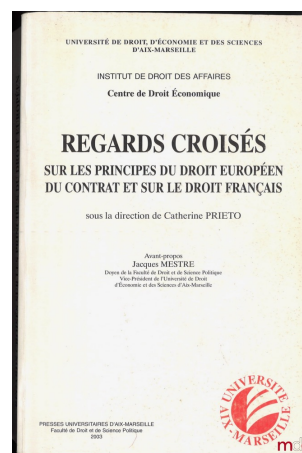 UNIVERSITÉ DE DROIT, D'ÉCONOMIE ET DES SCIENCES
D'AIX-MARSEILLE
INSTITUT DE DROIT DES AFFAIRES
Centre de Droit Économique
REGARDS CROISÉS
SUR LES PRINCIPES DU DROIT EUROPÉEN
DU CONTRAT ET SUR LE DROIT FRANÇAIS
sous la direction de Catherine PRIETO
Avant-propos
Jacques MESTRE
Doyen de la Faculté de Droit et de Science Politique
Vice-Président de l'Université de Droit
d'Économie et des Sciences d'Aix-Marseille
UNIVERSITE
AIX-MARSEILLE
PRESSES UNIVERSITAIRES D'AIX-MARSEILLE
Faculté de Droit et de Science Politique
2003